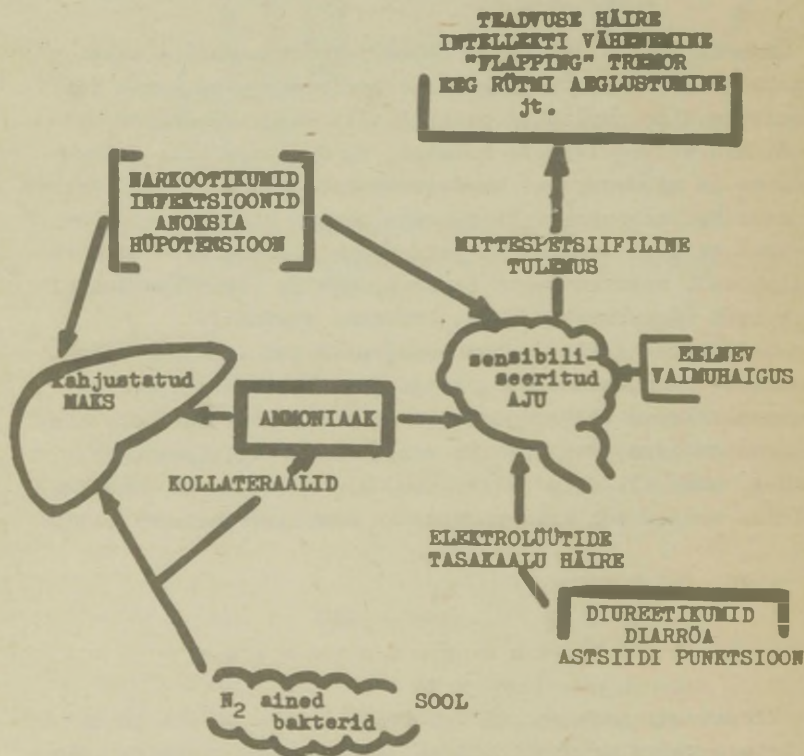 TEADVUSE HÄIRE
INTELLEKTI VÄHENEMINE
"FLAPPING" TREMOR
EEG RÜTMI AEGLUSTUMINE
jt.
NARKOOTIKUMID
INFEKTSIOONID
ANOKSIA
HÜPOTENSIOON
MITTESPETSIIFILINE
TULEMUS
kahjustatud
MAKS
AMMONIAAK
sensibili-
seeritud
AJU
EELNEV
VAIMUHAIGUS
KOLLATERAALID
ELEKTROLÜÜTIDE
TASAKAALU HÄIRE
DIUREETIKUMID
DIARRÖA
ASTSIIDI PUNKTSIOON
N2 ained
bakterid
SOOL